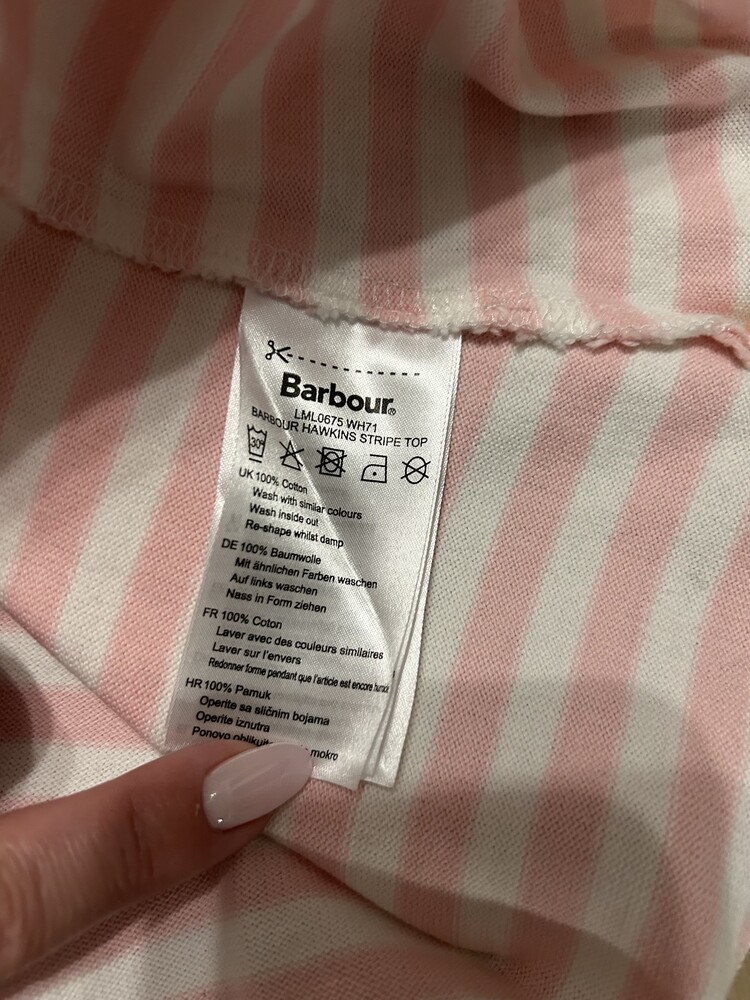 Barbour®
LML0675 WH71
BARBOUR HAWKINS STRIPE TOP
30°
UK 100% Cotton
Wash with similar colours
Wash inside out
Re-shape whilst damp
DE 100% Baumwolle
Mit ähnlichen Farben waschen
Auf links waschen
Nass in Form ziehen
FR 100% Coton
Laver avec des couleurs similaires
Laver sur l'envers
Redonner forme pendant que l'article est encore
HR 100% Pamuk
Operite sa sličnim bojama
Operite iznutra
Ponovo mokro